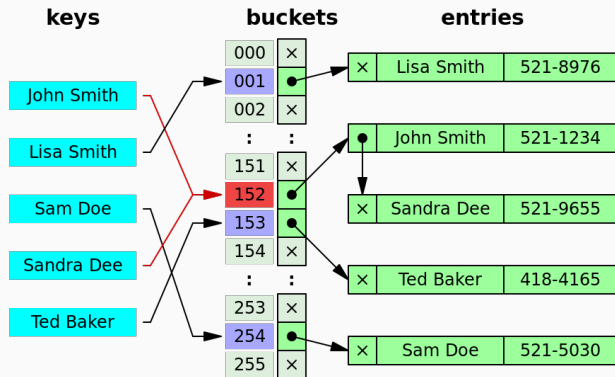 keys
buckets
entries
John Smith
Lisa Smith
Sam Doe
Sandra Dee
Ted Baker
000 ×
001
002 ×
: :
151 ×
152
153
154 ×
: :
253 ×
254
255 ×
× Lisa Smith 521-8976
John Smith 521-1234
× Sandra Dee 521-9655
× Ted Baker 418-4165
× Sam Doe 521-5030